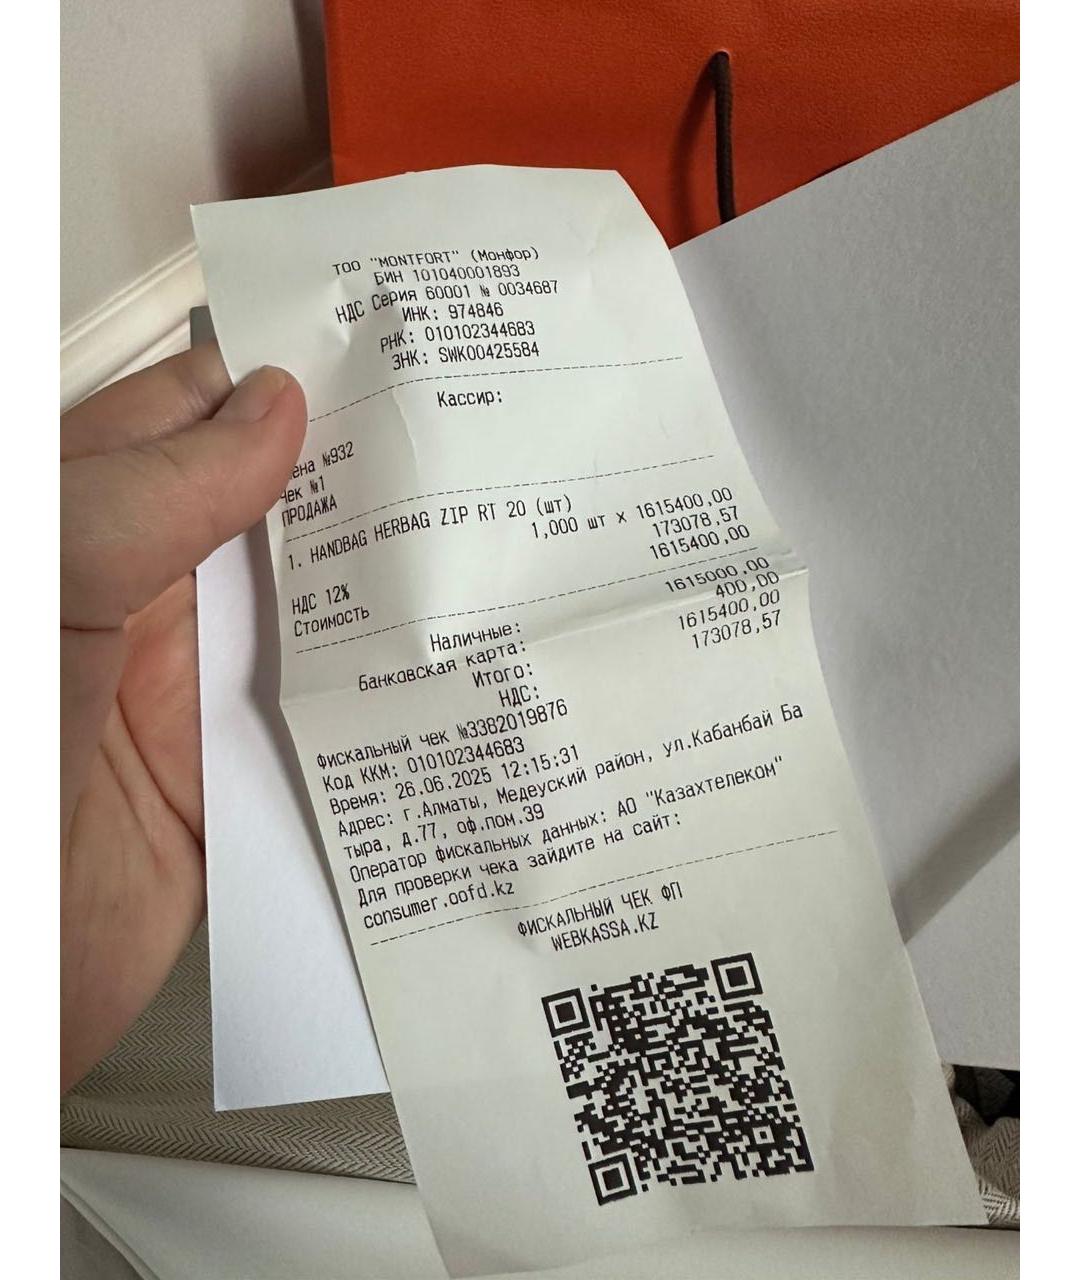 ТОО "MONTFORT" (Монфор)
БИН 101040001893
НДС Серия 60001 № 0034687
ИНК: 974846
РНК: 010102344683
ЗНК: SWK00425584
Кассир:
ена №932
Чек №1
ПРОДАЖА
1. HANDBAG HERBAG ZIP RT 20 (шт)
1,000 шт x 1615400,00
НДС 12% 173078,57
Стоимость 1615400,00
Наличные: 1615000,00
Банковская карта: 400,00
Итого: 1615400,00
НДС: 173078,57
Фискальный чек №3382019876
Код ККМ: 010102344683
Время: 26.06.2025 12:15:31
Адрес: г.Алматы, Медеуский район, ул.Кабанбай Ба
тыра, д.77, оф.пом.39
Оператор фискальных данных: АО "Казахтелеком"
Для проверки чека зайдите на сайт:
consumer.oofd.kz
ФИСКАЛЬНЫЙ ЧЕК ФП
WEBKASSA.KZ